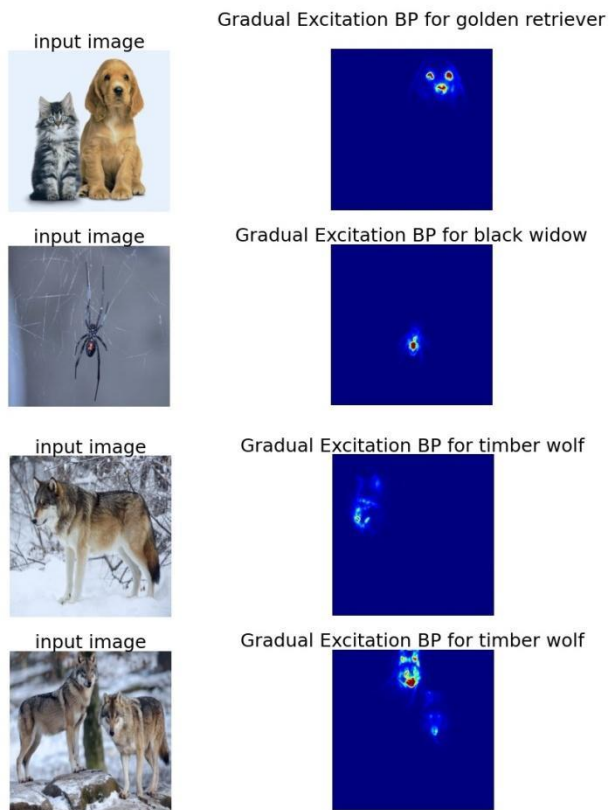 Gradual Excitation BP for golden retriever
input image
Gradual Excitation BP for black widow
input image
Gradual Excitation BP for timber wolf
input image
Gradual Excitation BP for timber wolf
input image